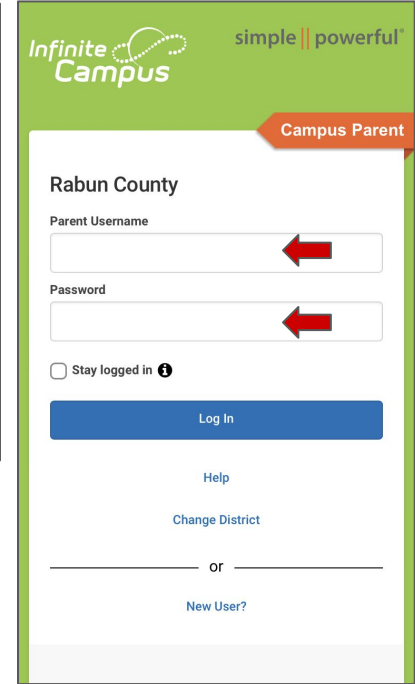 Infinite
Campus
simple || powerful®
Campus Parent
Rabun County
Parent Username
Password
Stay logged in
Log In
Help
Change District
or
New User?